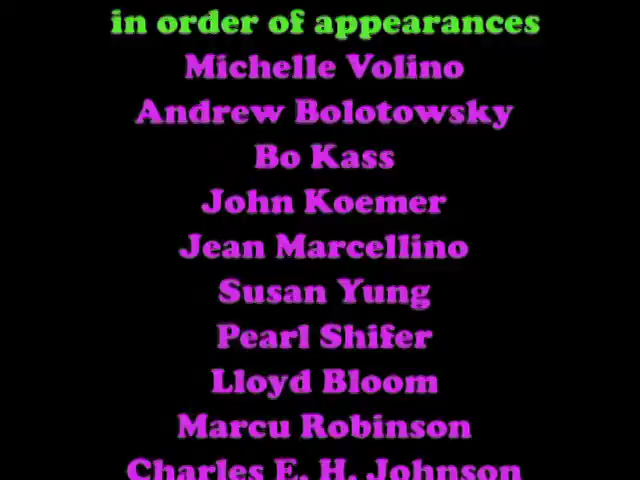 in order of appearances
Michelle Volino
Andrew Bolotowsky
Bo Kass
John Koemer
Jean Marcellino
Susan Yung
Pearl Shifer
Lloyd Bloom
Marcu Robinson
Charles E. H. Johnson